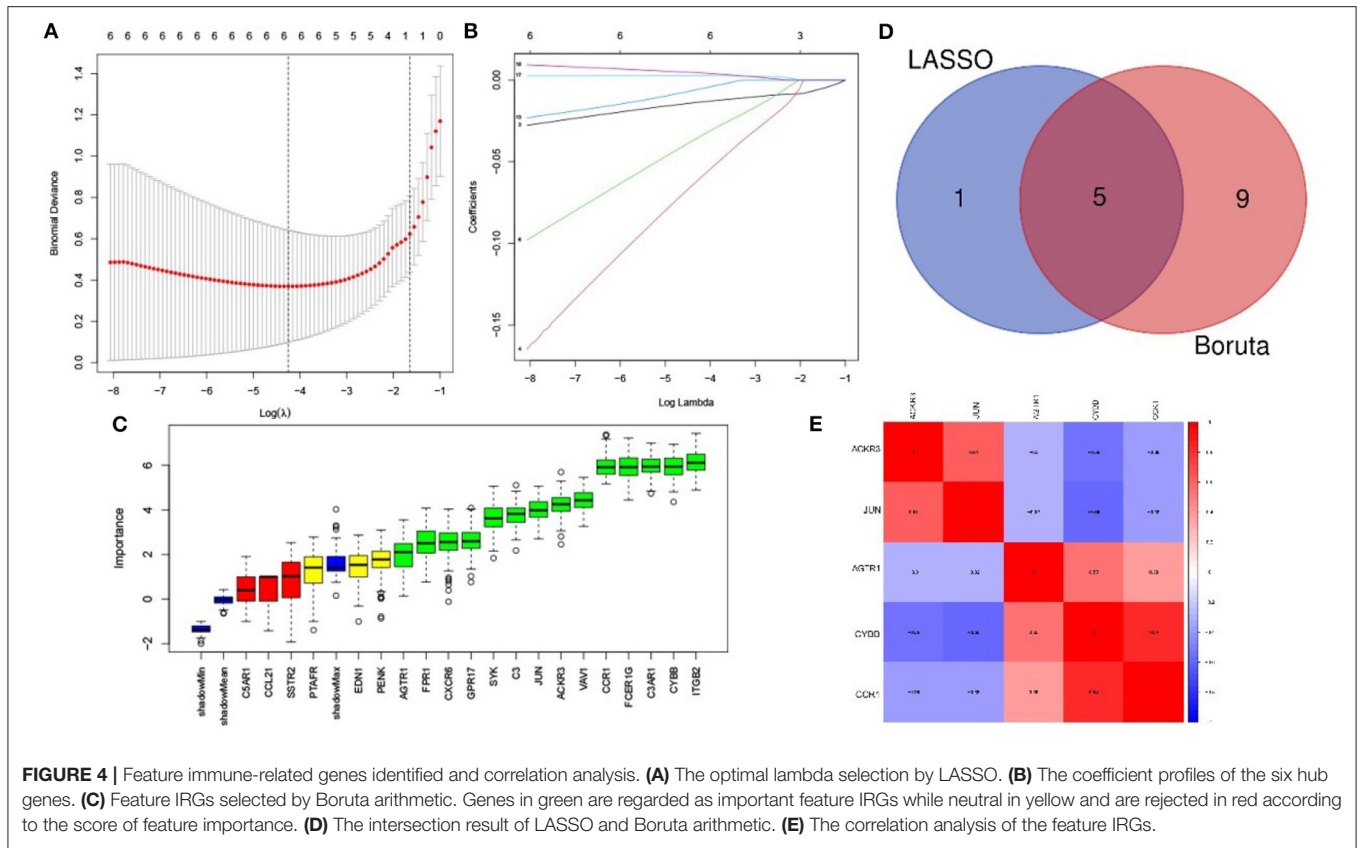 A
6 6 6 6 6 6 6 6 6 6 6 6 5 5 5 4 1 1 0
Binomial Deviance
1.4
1.2
1.0
0.8
0.6
0.4
0.2
0.0
-8 -7 -6 -5 -4 -3 -2 -1
Log(λ)
B
6 6 6 3
Coefficients
0.00
-0.05
-0.10
-0.15
17
4
-8 -7 -6 -5 -4 -3 -2 -1
Log Lambda
D
LASSO
1 5 9
Boruta
C
Importance
6
4
2
0
-2
shadowMin
shadowMean
C5AR1
CCL21
SSTR2
PTAFR
shadowMax
EDN1
PENK
AGTR1
FPR1
CXCR6
GPR17
SYK
C3
JUN
ACKR3
VAV1
CCR1
FCER1G
C3AR1
CYBB
ITGB2
E
ACKR3 JUN AGTR1 CYBB CCR1
ACKR3
JUN
AGTR1
CYBB
CCR1
FIGURE 4 | Feature immune-related genes identified and correlation analysis. (A) The optimal lambda selection by LASSO. (B) The coefficient profiles of the six hub
genes. (C) Feature IRGs selected by Boruta arithmetic. Genes in green are regarded as important feature IRGs while neutral in yellow and are rejected in red according
to the score of feature importance. (D) The intersection result of LASSO and Boruta arithmetic. (E) The correlation analysis of the feature IRGs.